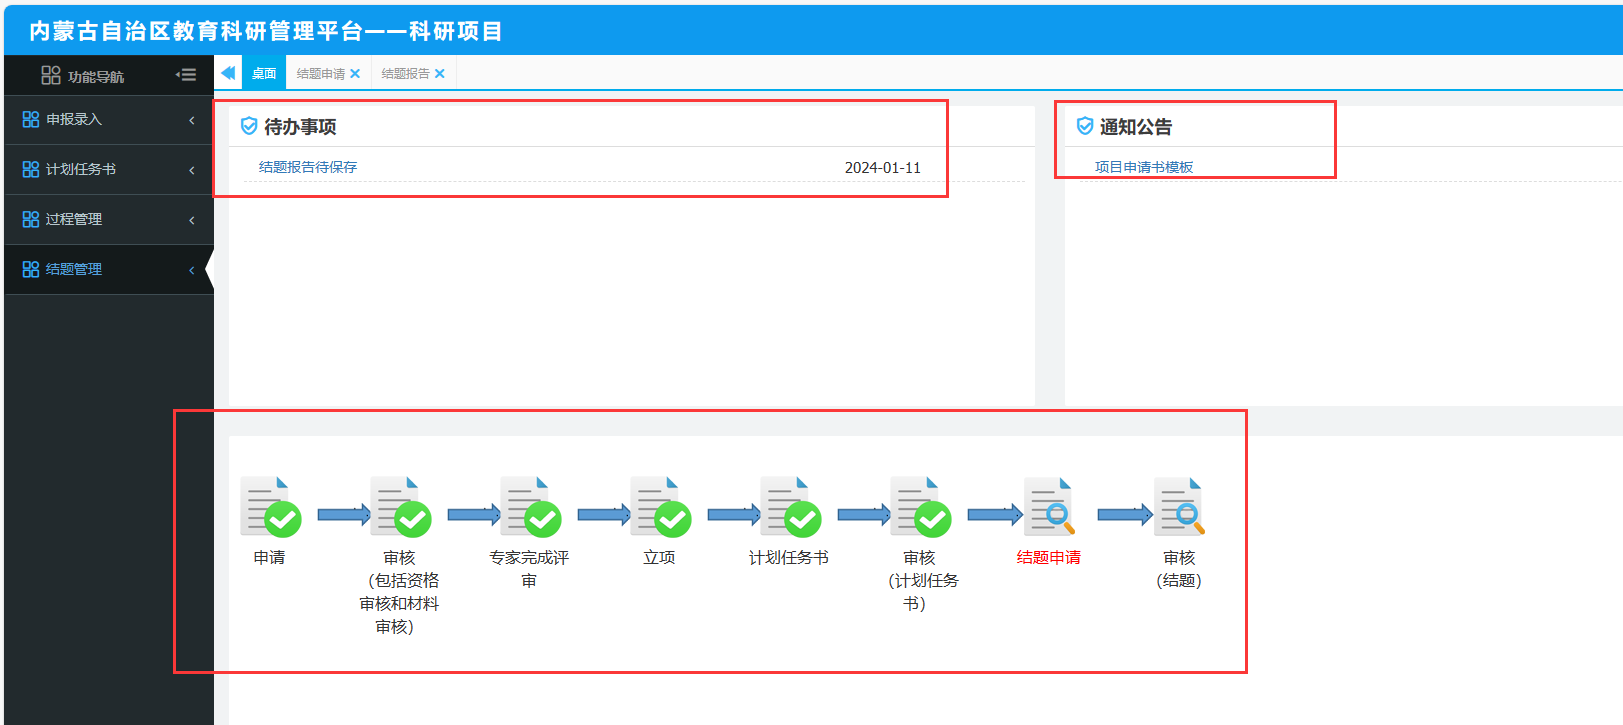 内蒙古自治区教育科研管理平台——科研项目
功能导航
桌面
结题申请
结题报告
申报录入
计划任务书
过程管理
结题管理
待办事项
结题报告待保存 2024-01-11
通知公告
项目申请书模板
申请
审核
（包括资格
审核和材料
审核）
专家完成评
审
立项
计划任务书
审核
（计划任务
书）
结题申请
审核
（结题）